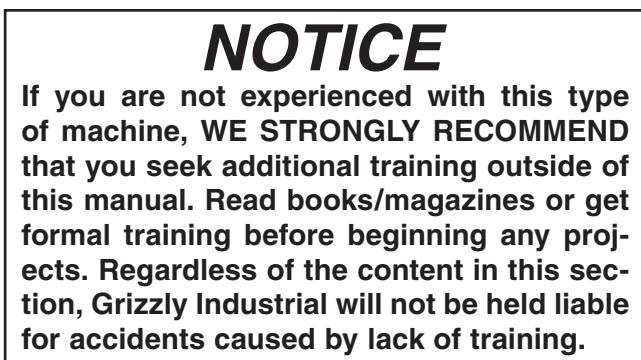 NOTICE
If you are not experienced with this type
of machine, WE STRONGLY RECOMMEND
that you seek additional training outside of
this manual. Read books/magazines or get
formal training before beginning any proj-
ects. Regardless of the content in this sec-
tion, Grizzly Industrial will not be held liable
for accidents caused by lack of training.